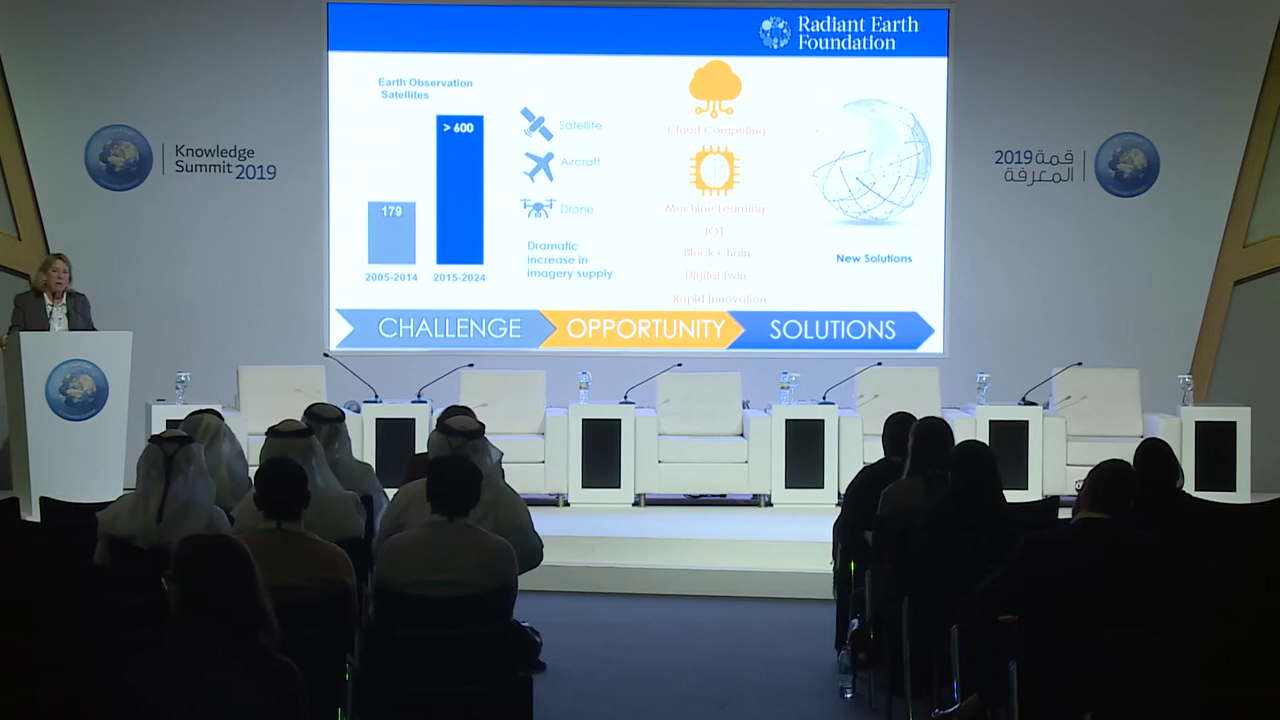 Radiant Earth
Foundation
Earth Observation
Satellites
> 600
179
2005-2014
2015-2024
Satellite
Aircraft
Drone
Dramatic
increase in
imagery supply
Cloud Computing
Machine Learning
IOT
Block Chain
Digital Twin
Rapid Innovation
New Solutions
CHALLENGE
OPPORTUNITY
SOLUTIONS
Knowledge
Summit 2019
قمة 2019
المعرفة